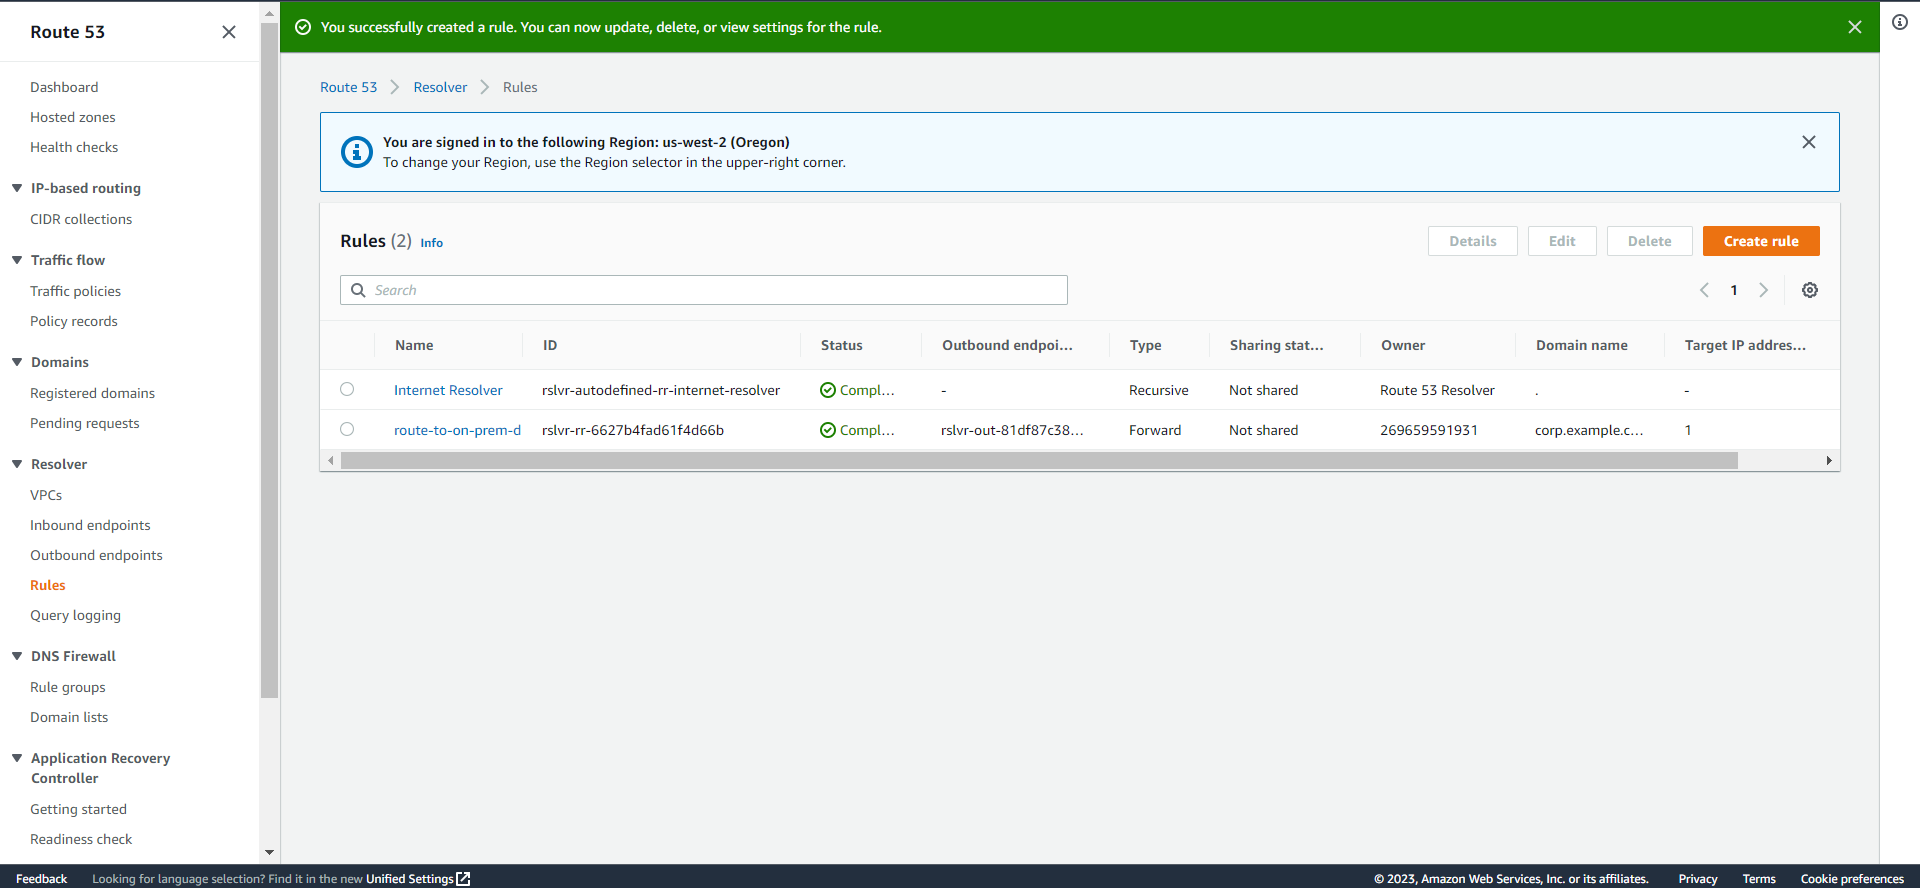 Route 53
You successfully created a rule. You can now update, delete, or view settings for the rule.
Dashboard
Hosted zones
Health checks
IP-based routing
CIDR collections
Traffic flow
Traffic policies
Policy records
Domains
Registered domains
Pending requests
Resolver
VPCs
Inbound endpoints
Outbound endpoints
Rules
Query logging
DNS Firewall
Rule groups
Domain lists
Application Recovery
Controller
Getting started
Readiness check
Route 53 Resolver Rules
You are signed in to the following Region: us-west-2 (Oregon)
To change your Region, use the Region selector in the upper-right corner.
Rules (2) Info Details Edit Delete Create rule
Search 1
Name ID Status Outbound endpoi... Type Sharing stat... Owner Domain name Target IP addres...
Internet Resolver rslvr-autodefined-rr-internet-resolver Compl... - Recursive Not shared Route 53 Resolver . -
route-to-on-prem-d rslvr-rr-6627b4fad61f4d66b Compl... rslvr-out-81df87c38... Forward Not shared 269659591931 corp.example.c... 1
Feedback Looking for language selection? Find it in the new Unified Settings © 2023, Amazon Web Services, Inc. or its affiliates. Privacy Terms Cookie preferences